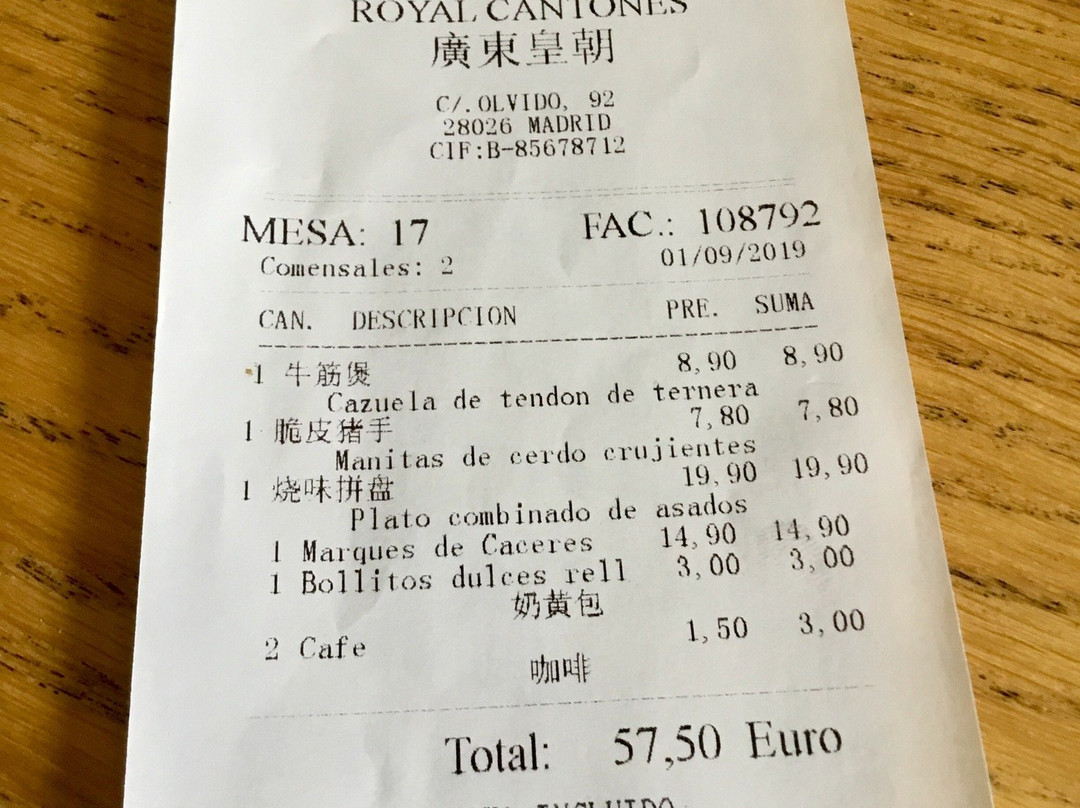 ROYAL CANTONES
廣東皇朝
C/.OLVIDO, 92
28026 MADRID
CIF:B-85678712
MESA: 17 FAC.: 108792
Comensales: 2 01/09/2019
CAN. DESCRIPCION PRE. SUMA
1 牛筋煲 8,90 8,90
Cazuela de tendon de ternera
1 脆皮猪手 7,80 7,80
Manitas de cerdo crujientes
1 烧味拼盘 19,90 19,90
Plato combinado de asados
1 Marques de Caceres 14,90 14,90
1 Bollitos dulces rell 3,00 3,00
奶黄包
2 Cafe 1,50 3,00
咖啡
Total: 57,50 Euro
INCLUIDO